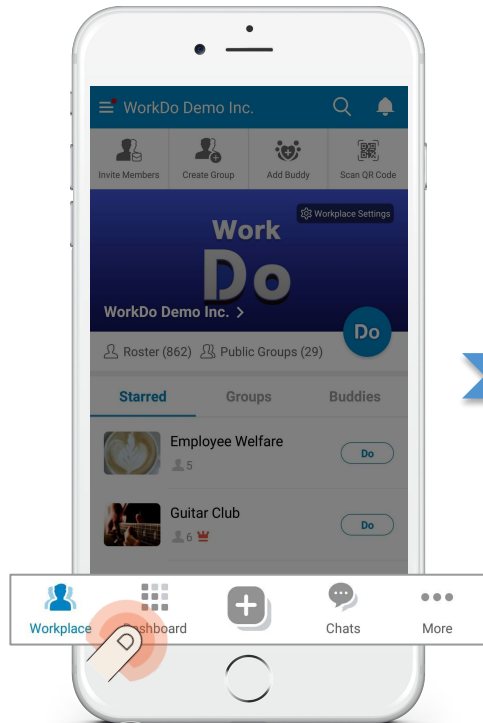 WorkDo Demo Inc.
Invite Members Create Group Add Buddy Scan QR Code
Workplace Settings
Work
Do
WorkDo Demo Inc. >
Do
Roster (862) Public Groups (29)
Starred Groups Buddies
Employee Welfare
5
Do
Guitar Club
6
Do
Workplace Dashboard Chats More